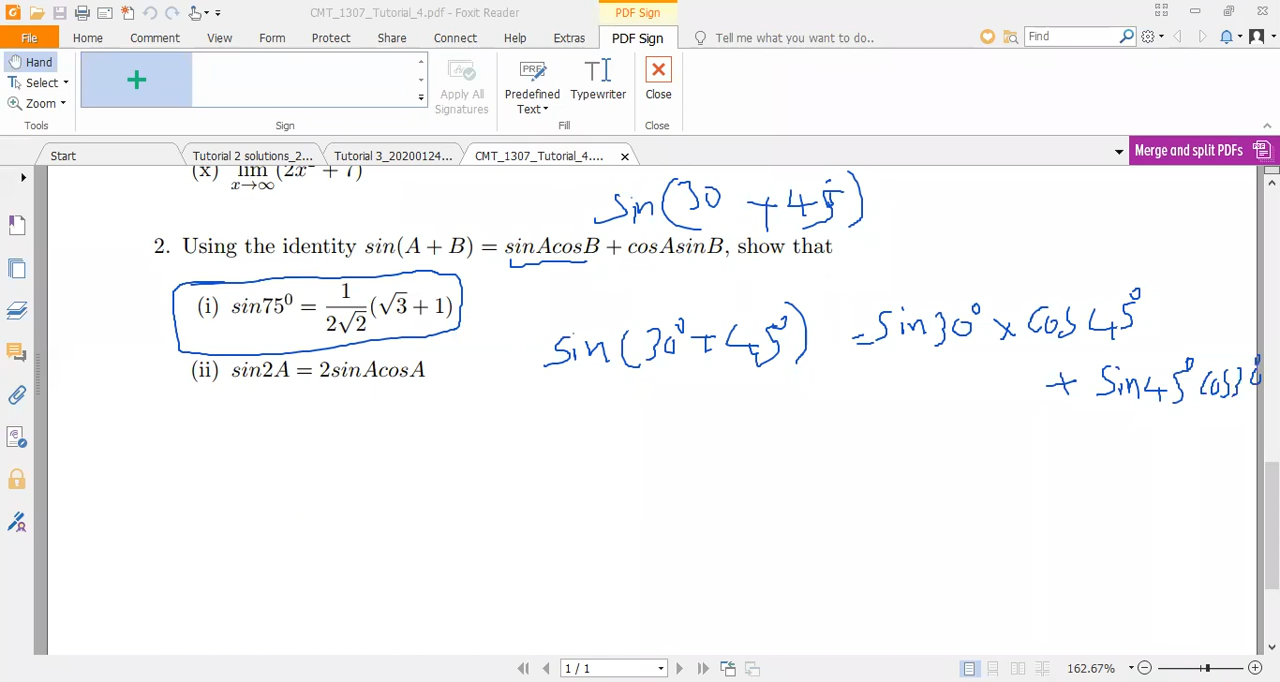 CMT_1307_Tutorial_4.pdf - Foxit Reader
PDF Sign
File Home Comment View Form Protect Share Connect Help Extras PDF Sign Tell me what you want to do.. Find
Hand
Select
Zoom
Tools
Sign
Apply All Signatures
PRE
Predefined Text
Typewriter
Fill
Close
Close
Start
Tutorial 2 solutions_2...
Tutorial 3_20200124...
CMT_1307_Tutorial_4....
Merge and split PDFs
(x) lim x→∞ (2x² + 7)
sin(30 + 45)
2. Using the identity sin(A + B) = sinAcosB + cosAsinB, show that
(i) sin75⁰ = 1/2√2 (√3 + 1)
sin(30° + 45°) = sin30° × cos45°
+ sin45° cos30
(ii) sin2A = 2sinAcosA
1 / 1
162.67%